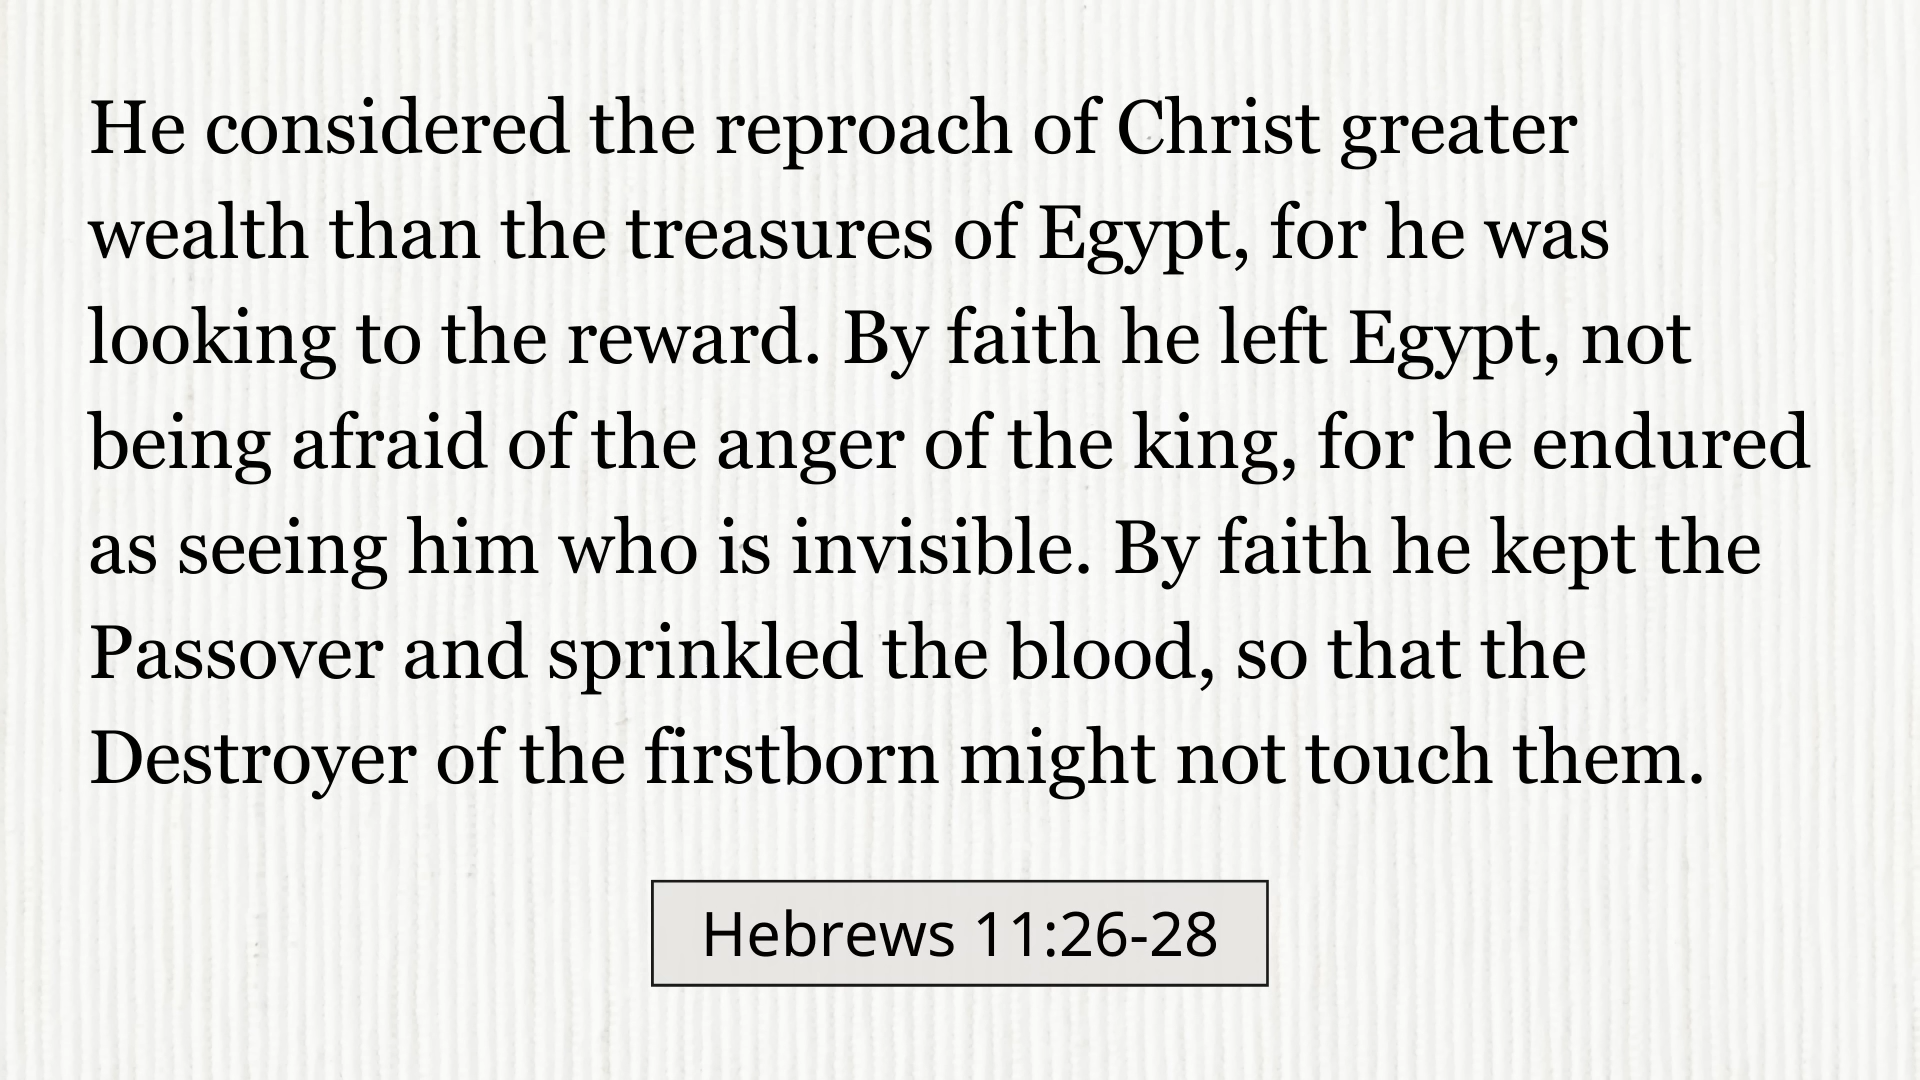 He considered the reproach of Christ greater
wealth than the treasures of Egypt, for he was
looking to the reward. By faith he left Egypt, not
being afraid of the anger of the king, for he endured
as seeing him who is invisible. By faith he kept the
Passover and sprinkled the blood, so that the
Destroyer of the firstborn might not touch them.
Hebrews 11:26-28